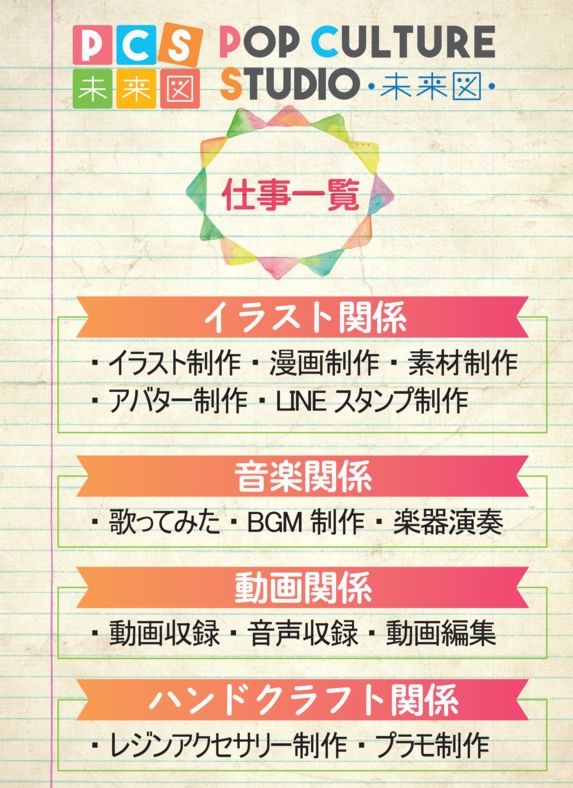 PCS
未来図
POP CULTURE
STUDIO・未来図・
仕事一覧
イラスト関係
・イラスト制作・漫画制作・素材制作
・アバター制作・LINE スタンプ制作
音楽関係
・歌ってみた・BGM 制作・楽器演奏
動画関係
・動画収録・音声収録・動画編集
ハンドクラフト関係
・レジンアクセサリー制作・プラモ制作